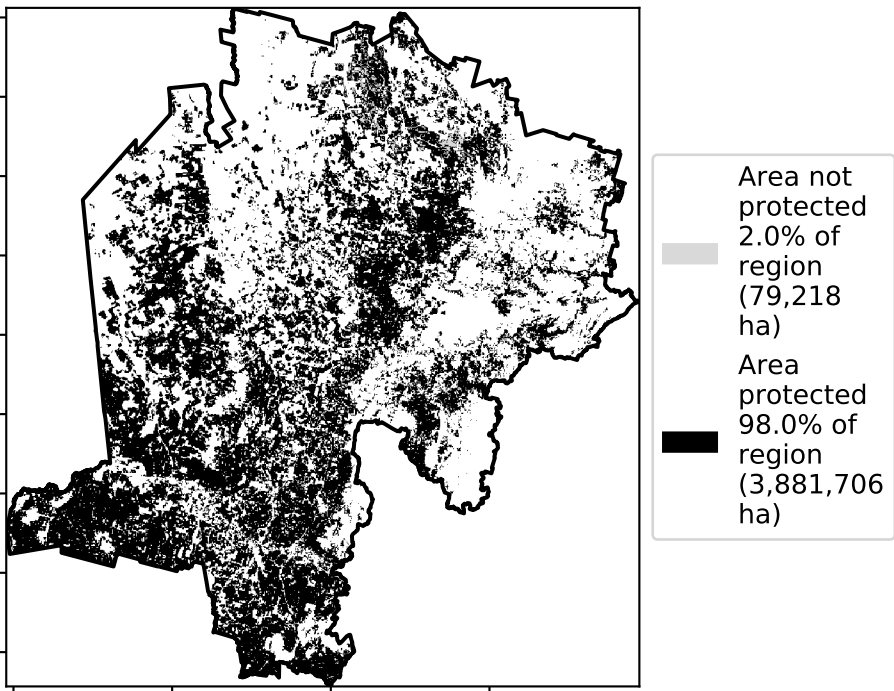 Area not
protected
2.0% of
region
(79,218
ha)
Area
protected
98.0% of
region
(3,881,706
ha)